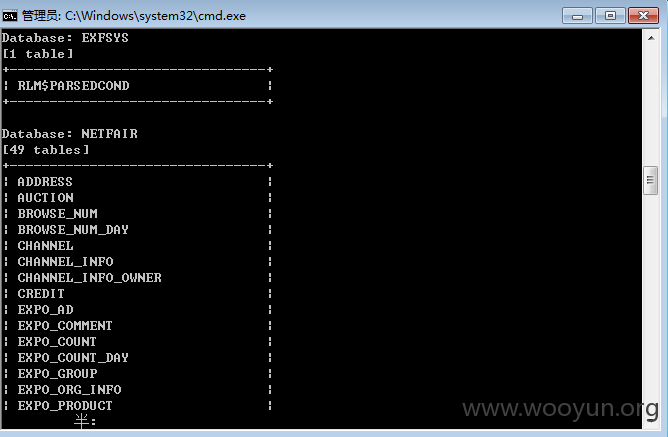 管理员: C:\Windows\system32\cmd.exe
Database: EXFSYS
[1 table]
+--------------------------------+
| RLM$PARSEDCOND                 |
+--------------------------------+
Database: NETFAIR
[49 tables]
+--------------------------------+
| ADDRESS                        |
| AUCTION                        |
| BROWSE_NUM                     |
| BROWSE_NUM_DAY                 |
| CHANNEL                        |
| CHANNEL_INFO                   |
| CHANNEL_INFO_OWNER             |
| CREDIT                         |
| EXPO_AD                        |
| EXPO_COMMENT                   |
| EXPO_COUNT                     |
| EXPO_COUNT_DAY                 |
| EXPO_GROUP                     |
| EXPO_ORG_INFO                  |
| EXPO_PRODUCT                   |
半:
www.wooyun.org